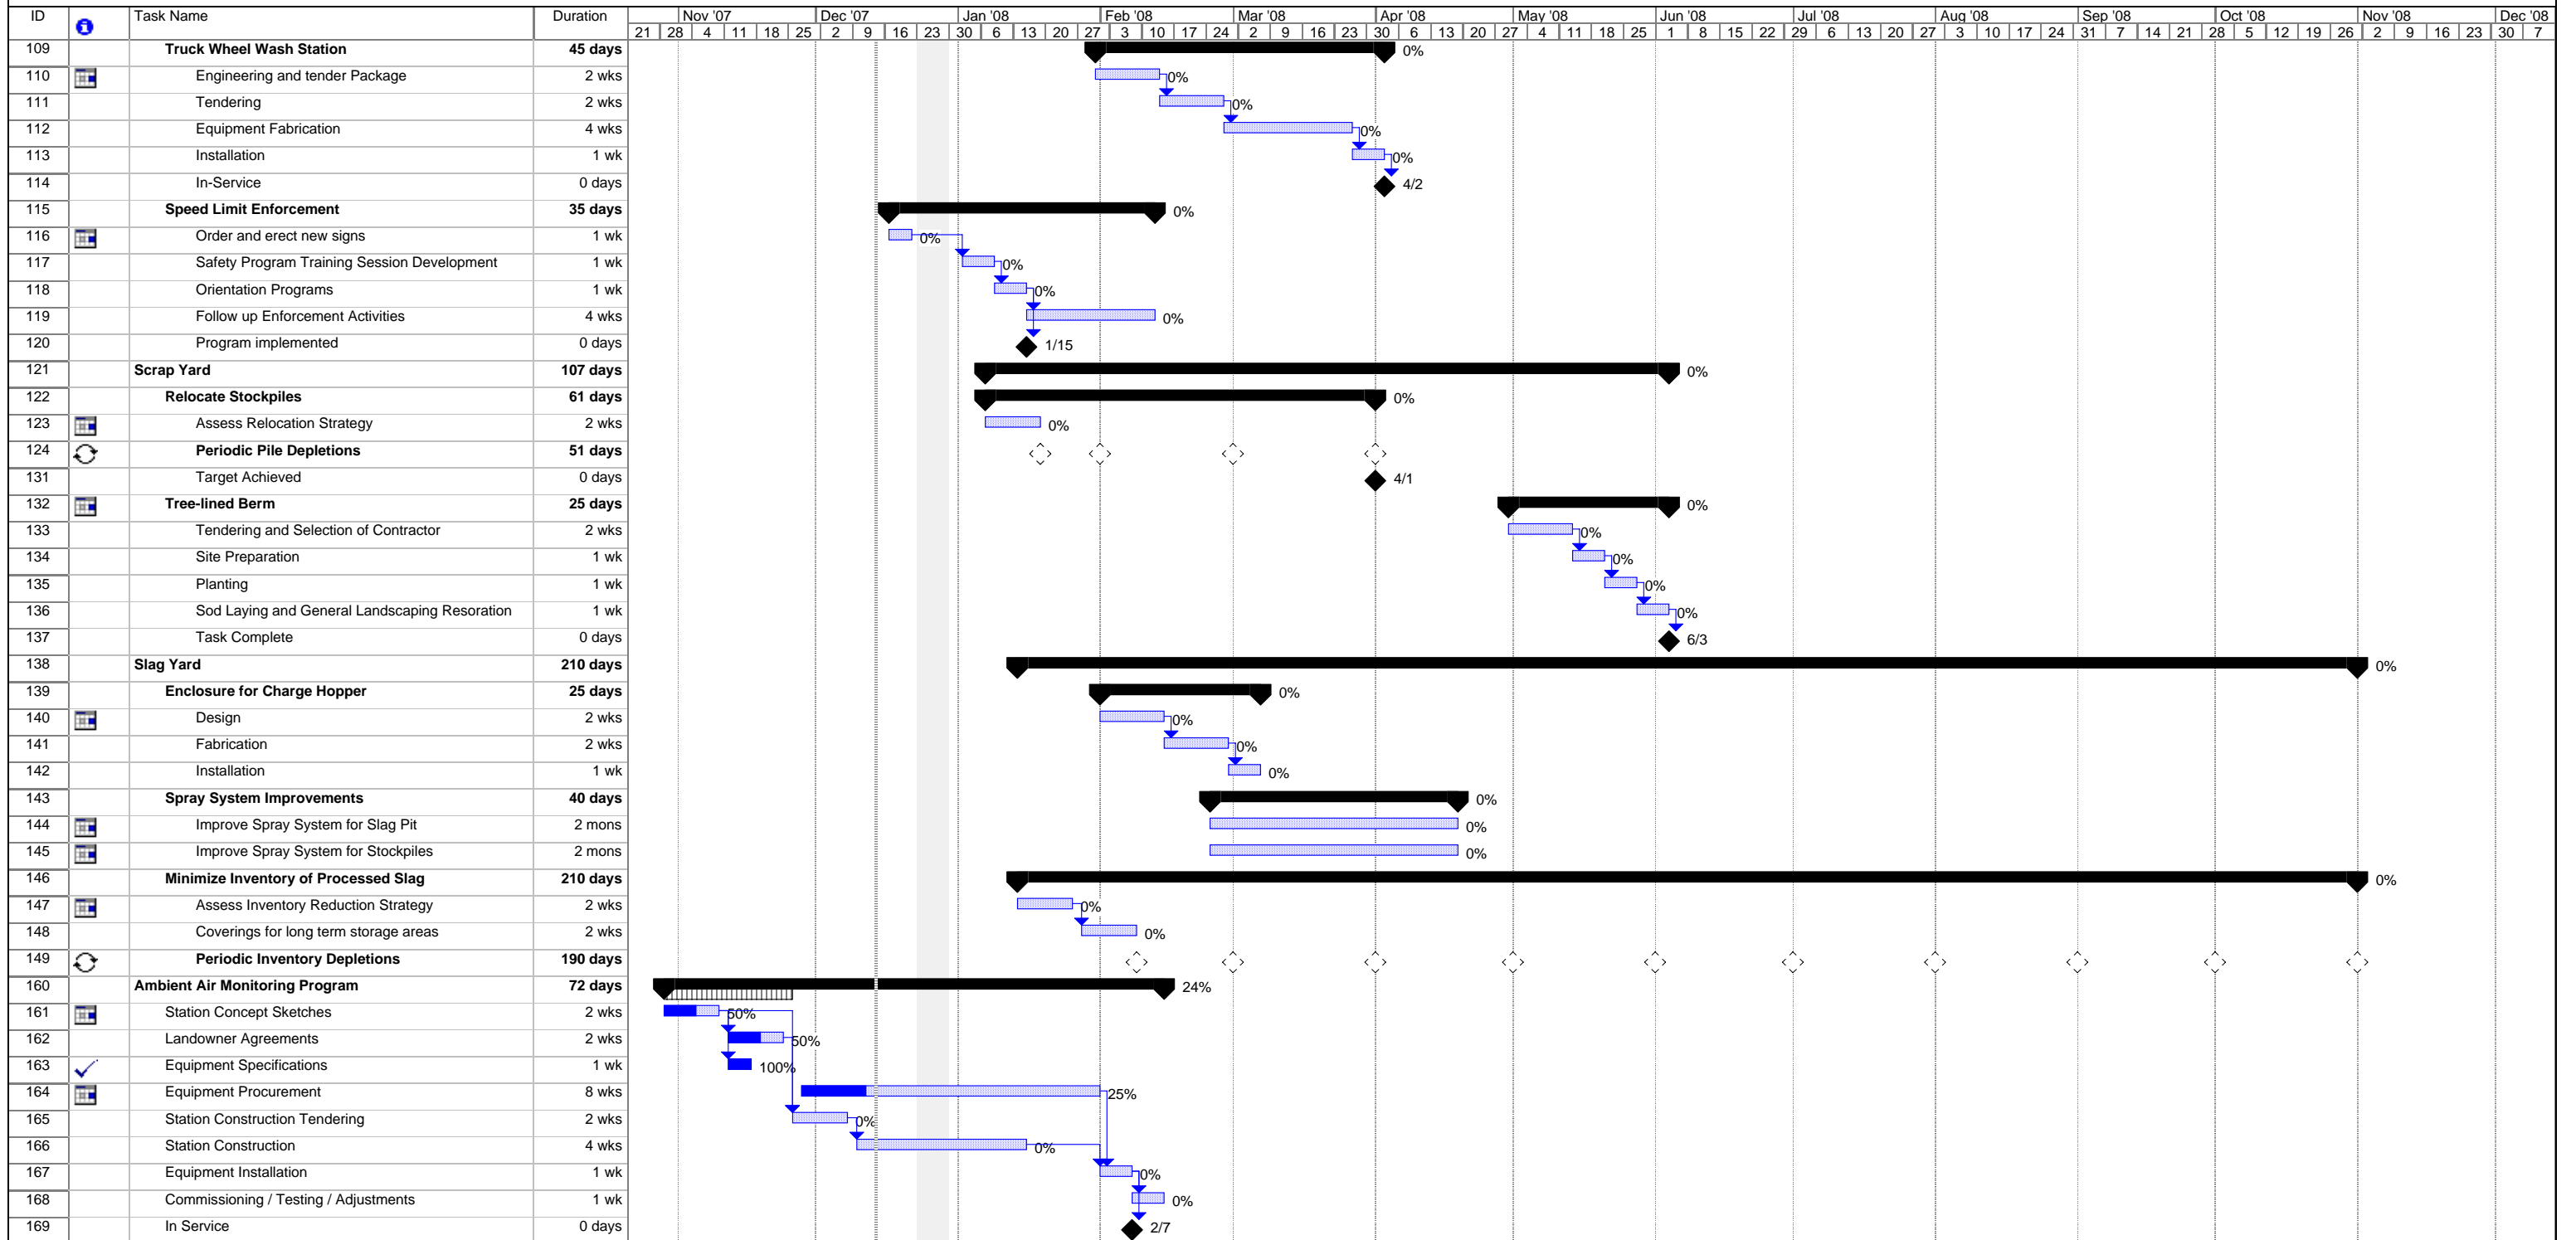 ID Task Name Duration Nov '07 Dec '07 Jan '08 Feb '08 Mar '08 Apr '08 May '08 Jun '08 Jul '08 Aug '08 Sep '08 Oct '08 Nov '08 Dec '08
21 28 4 11 18 25 2 9 16 23 30 6 13 20 27 3 10 17 24 2 9 16 23 30 6 13 20 27 4 11 18 25 1 8 15 22 29 6 13 20 27 3 10 17 24 31 7 14 21 28 5 12 19 26 2 9 16 23 30 7
109 Truck Wheel Wash Station 45 days 0%
110 Engineering and tender Package 2 wks 0%
111 Tendering 2 wks 0%
112 Equipment Fabrication 4 wks 0%
113 Installation 1 wk 0%
114 In-Service 0 days 4/2
115 Speed Limit Enforcement 35 days 0%
116 Order and erect new signs 1 wk 0%
117 Safety Program Training Session Development 1 wk 0%
118 Orientation Programs 1 wk 0%
119 Follow up Enforcement Activities 4 wks 0%
120 Program implemented 0 days 1/15
121 Scrap Yard 107 days 0%
122 Relocate Stockpiles 61 days 0%
123 Assess Relocation Strategy 2 wks 0%
124 Periodic Pile Depletions 51 days
131 Target Achieved 0 days 4/1
132 Tree-lined Berm 25 days 0%
133 Tendering and Selection of Contractor 2 wks 0%
134 Site Preparation 1 wk 0%
135 Planting 1 wk 0%
136 Sod Laying and General Landscaping Resoration 1 wk 0%
137 Task Complete 0 days 6/3
138 Slag Yard 210 days 0%
139 Enclosure for Charge Hopper 25 days 0%
140 Design 2 wks 0%
141 Fabrication 2 wks 0%
142 Installation 1 wk 0%
143 Spray System Improvements 40 days 0%
144 Improve Spray System for Slag Pit 2 mons 0%
145 Improve Spray System for Stockpiles 2 mons 0%
146 Minimize Inventory of Processed Slag 210 days 0%
147 Assess Inventory Reduction Strategy 2 wks 0%
148 Coverings for long term storage areas 2 wks 0%
149 Periodic Inventory Depletions 190 days
160 Ambient Air Monitoring Program 72 days 24%
161 Station Concept Sketches 2 wks 50%
162 Landowner Agreements 2 wks 50%
163 Equipment Specifications 1 wk 100%
164 Equipment Procurement 8 wks 25%
165 Station Construction Tendering 2 wks 0%
166 Station Construction 4 wks 0%
167 Equipment Installation 1 wk 0%
168 Commissioning / Testing / Adjustments 1 wk 0%
169 In Service 0 days 2/7